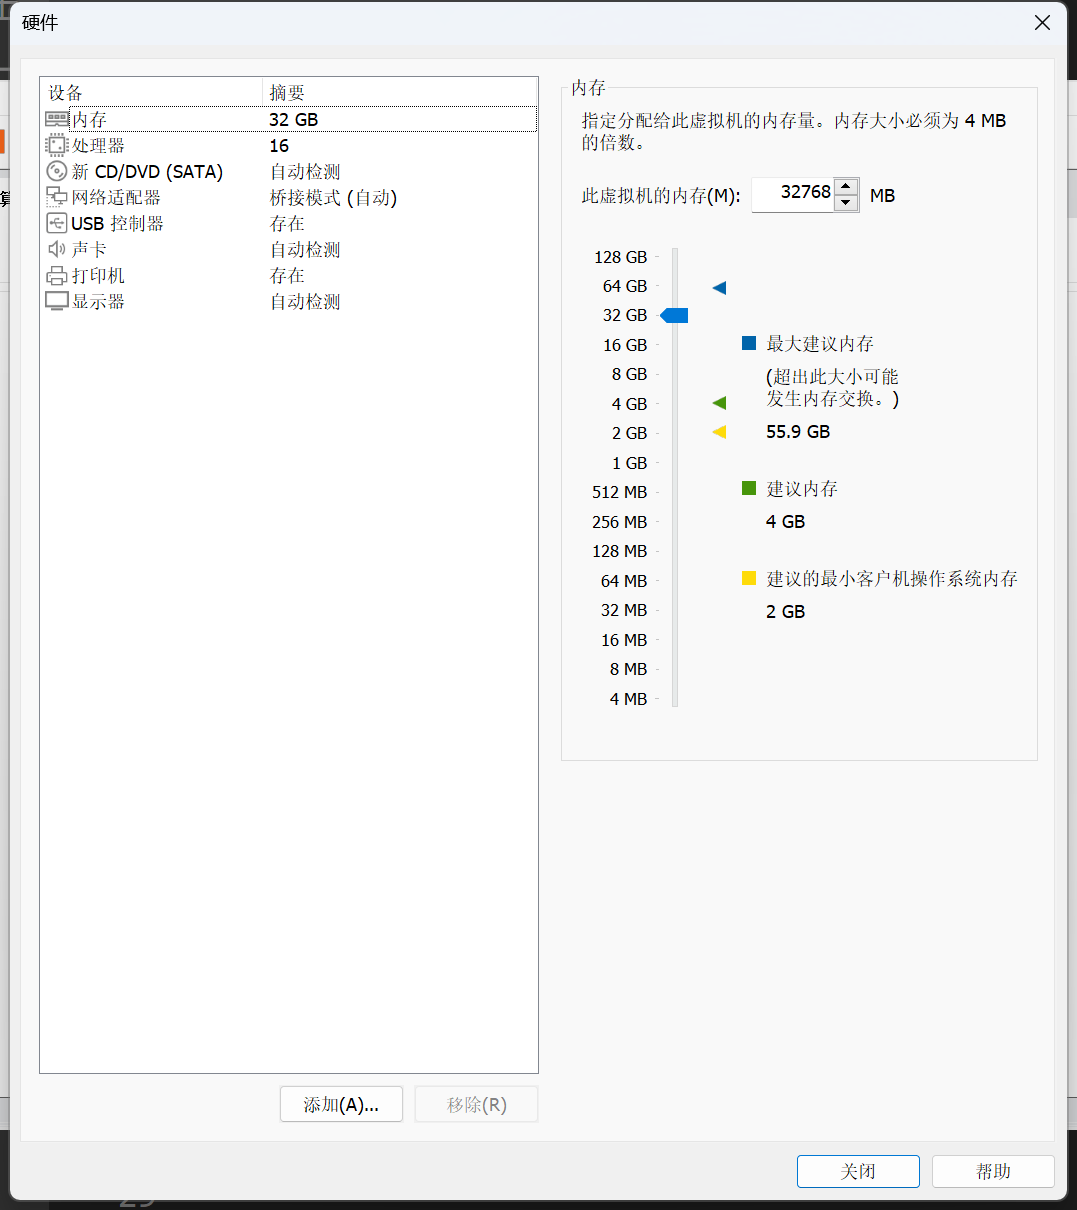 硬件
设备 摘要
内存 32 GB
处理器 16
新 CD/DVD (SATA) 自动检测
网络适配器 桥接模式 (自动)
USB 控制器 存在
声卡 自动检测
打印机 存在
显示器 自动检测
添加(A)... 移除(R)
内存
指定分配给此虚拟机的内存量。内存大小必须为 4 MB
的倍数。
此虚拟机的内存(M): 32768 MB
128 GB
64 GB
32 GB
16 GB
8 GB
4 GB
2 GB
1 GB
512 MB
256 MB
128 MB
64 MB
32 MB
16 MB
8 MB
4 MB
最大建议内存
(超出此大小可能
发生内存交换。)
55.9 GB
建议内存
4 GB
建议的最小客户机操作系统内存
2 GB
关闭 帮助